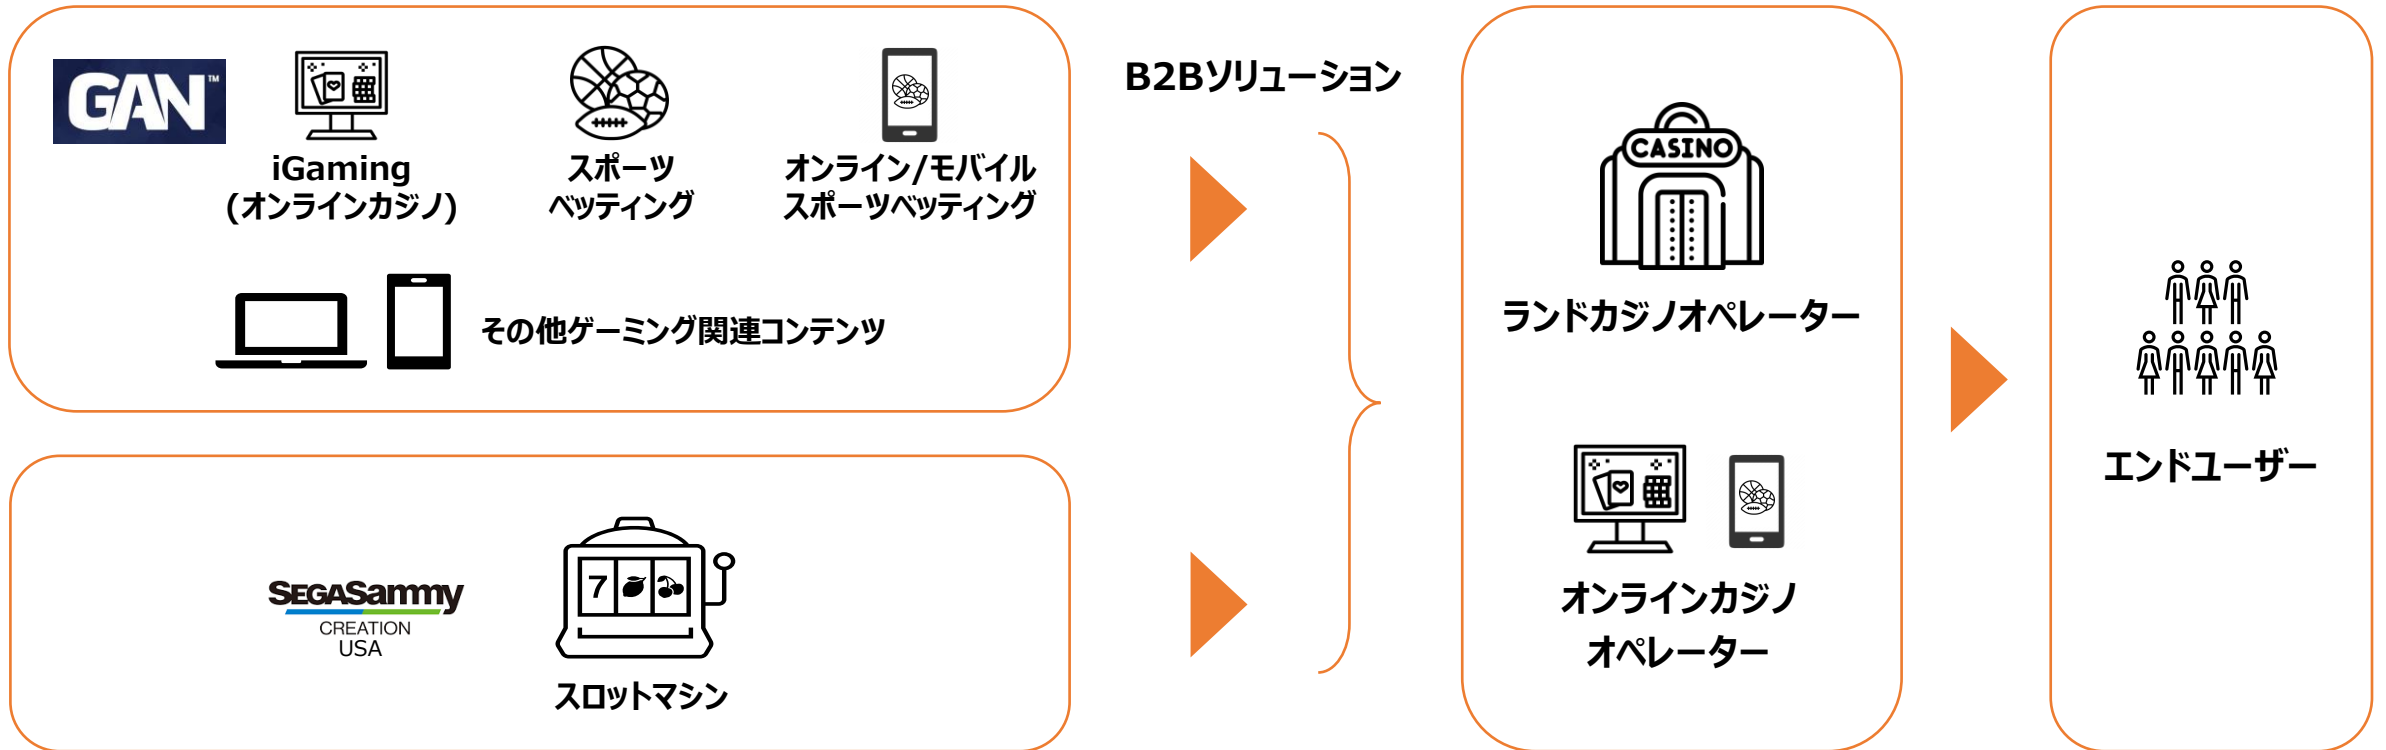 GAN™
iGaming
(オンラインカジノ)
スポーツ
ベッティング
オンライン/モバイル
スポーツベッティング
その他ゲーミング関連コンテンツ
SEGASammy
CREATION
USA
7
スロットマシン
B2Bソリューション
CASINO
ランドカジノオペレーター
オンラインカジノ
オペレーター
エンドユーザー